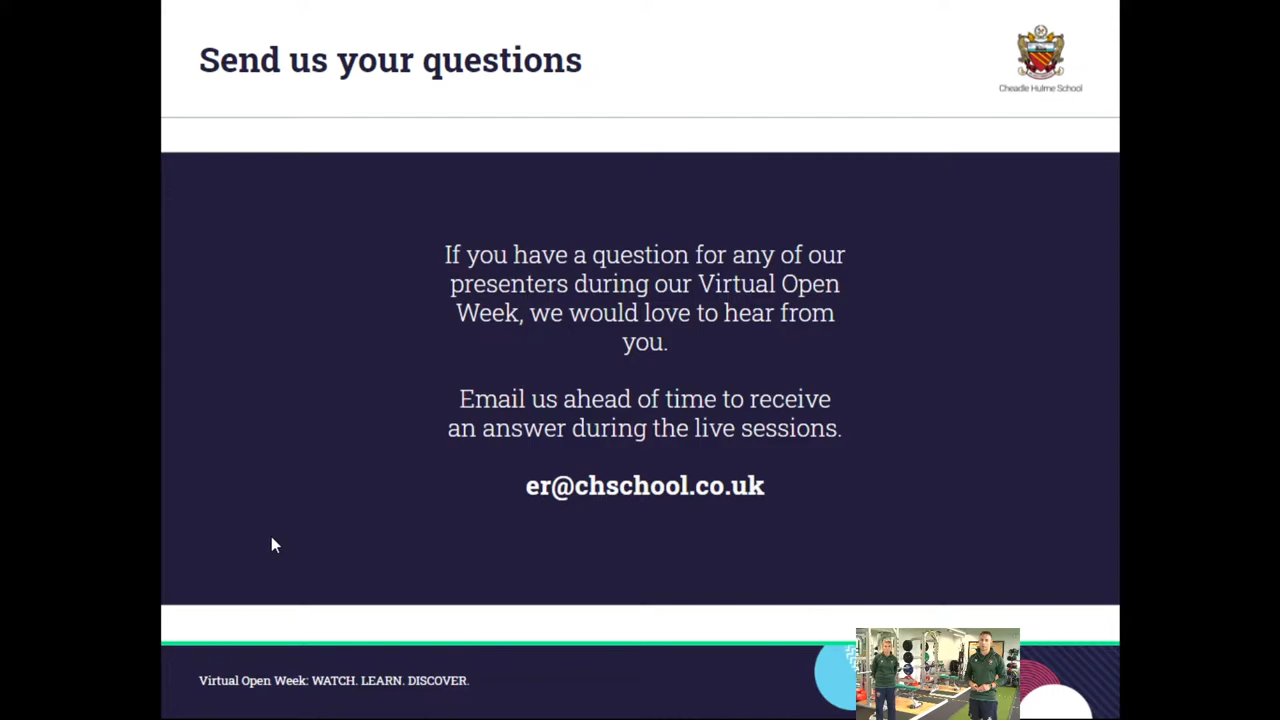 Send us your questions
Cheadle Hulme School
If you have a question for any of our
presenters during our Virtual Open
Week, we would love to hear from
you.
Email us ahead of time to receive
an answer during the live sessions.
er@chschool.co.uk
Virtual Open Week: WATCH. LEARN. DISCOVER.